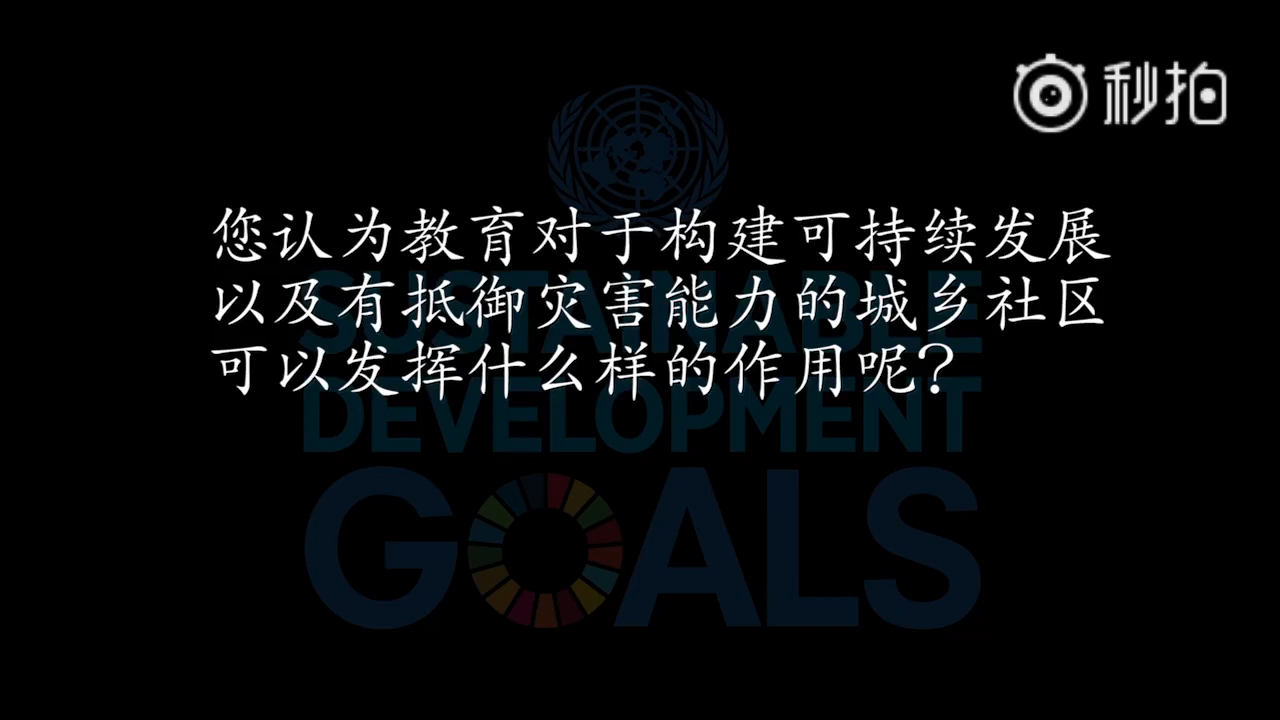 秒拍
您认为教育对于构建可持续发展
以及有抵御灾害能力的城乡社区
可以发挥什么样的作用呢？
SUSTAINABLE
DEVELOPMENT
GOALS